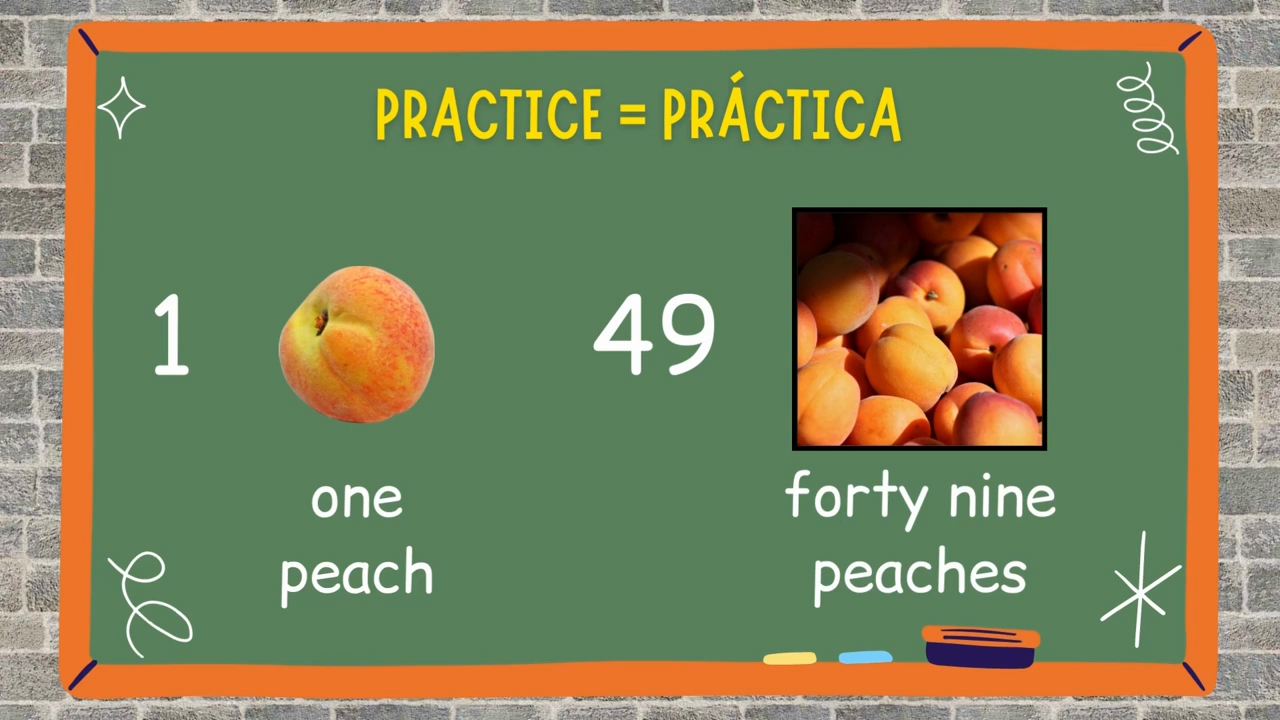 PRACTICE = PRÁCTICA
1
49
one
peach
forty nine
peaches